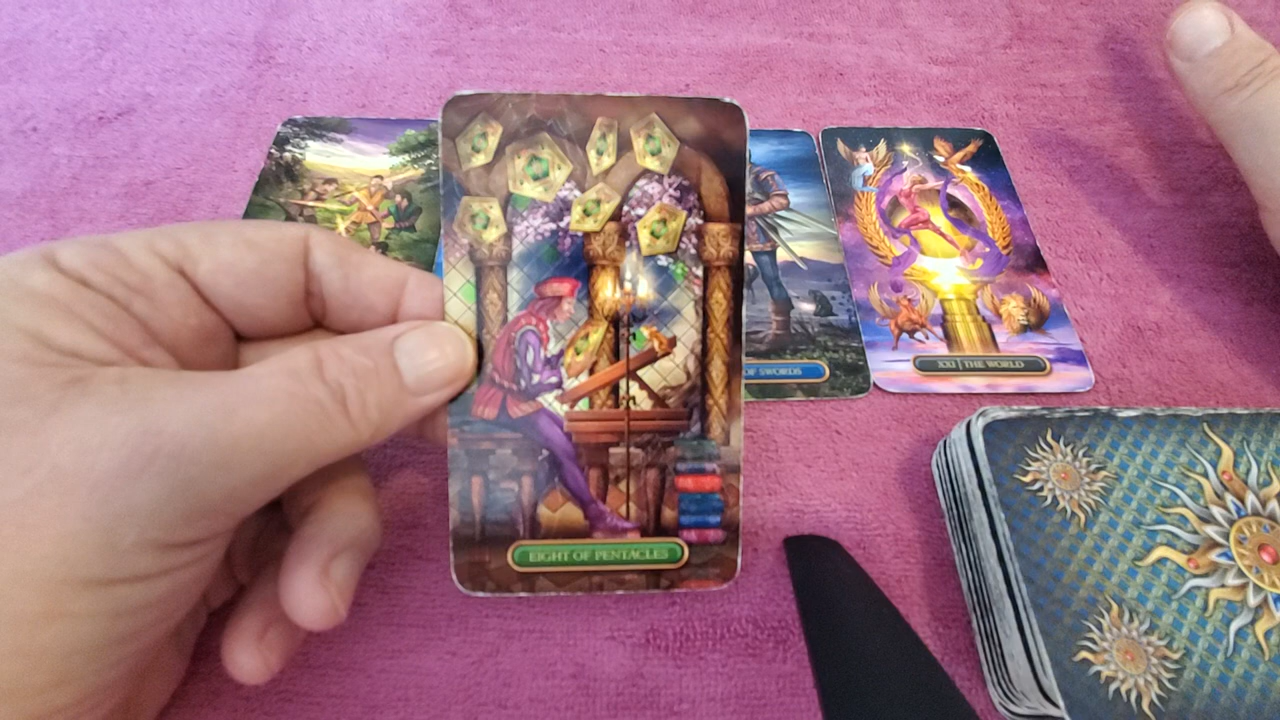 EIGHT OF PENTACLES
OF SWORDS
XXI | THE WORLD